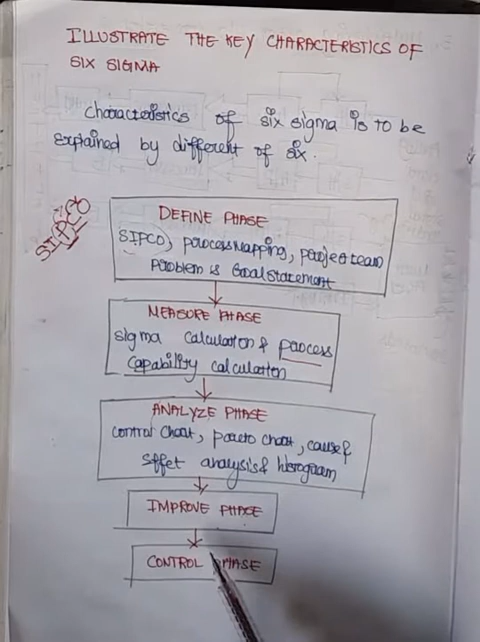 ILLUSTRATE THE KEY CHARACTERISTICS OF
SIX SIGMA
characteristics of six sigma is to be
explained by different of six.
SIPCO
DEFINE PHASE
SIPCO, process mapping, project team
Problem is Goal statement
MEASURE PHASE
sigma calculation & process
capability calculation
ANALYZE PHASE
control chart, pareto chart, cause &
effet analysis & histogram
IMPROVE PHASE
CONTROL PHASE